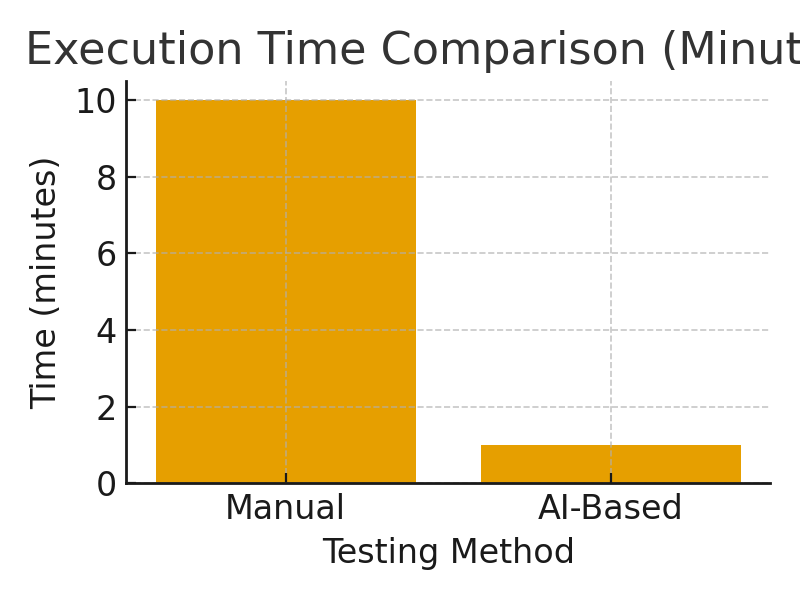 Execution Time Comparison (Minut
10
8
6
4
2
0
Time (minutes)
Manual
AI-Based
Testing Method